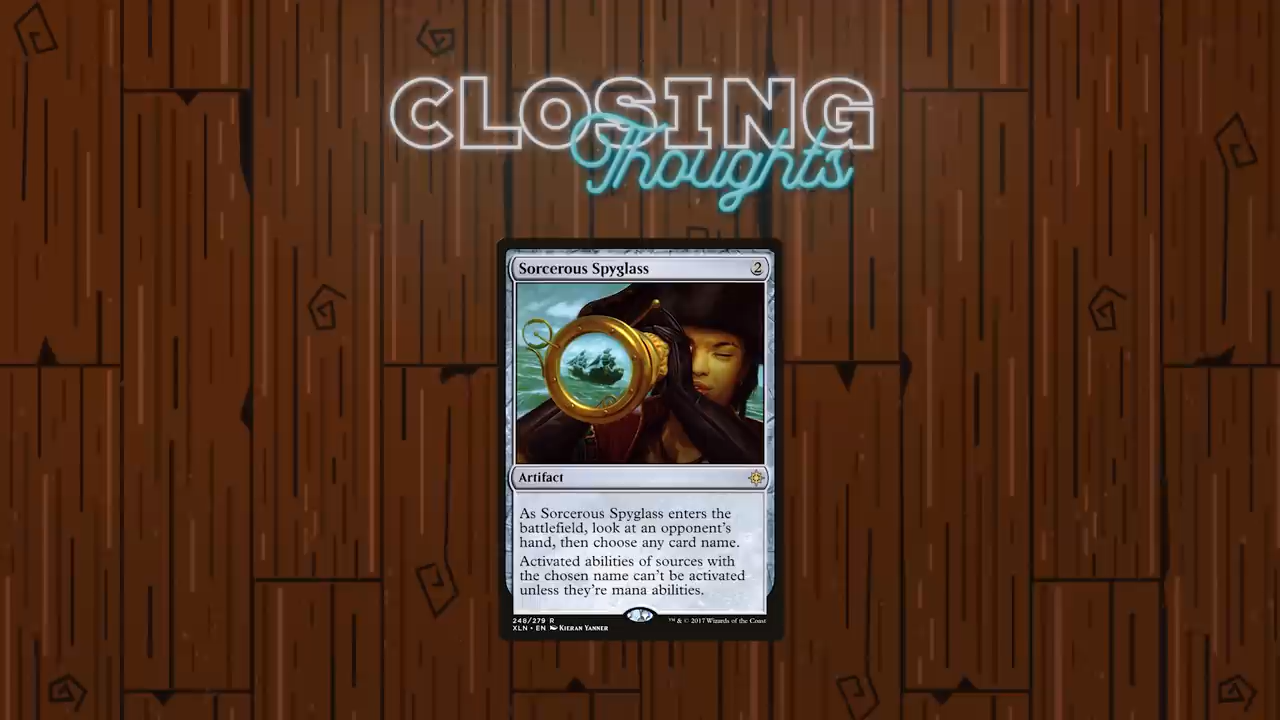 CLOSING
Thoughts
Sorcerous Spyglass 2
Artifact
As Sorcerous Spyglass enters the
battlefield, look at an opponent's
hand, then choose any card name.
Activated abilities of sources with
the chosen name can't be activated
unless they're mana abilities.
248/279 R
XLN • EN KIERAN YANNER
™ & © 2017 Wizards of the Coast